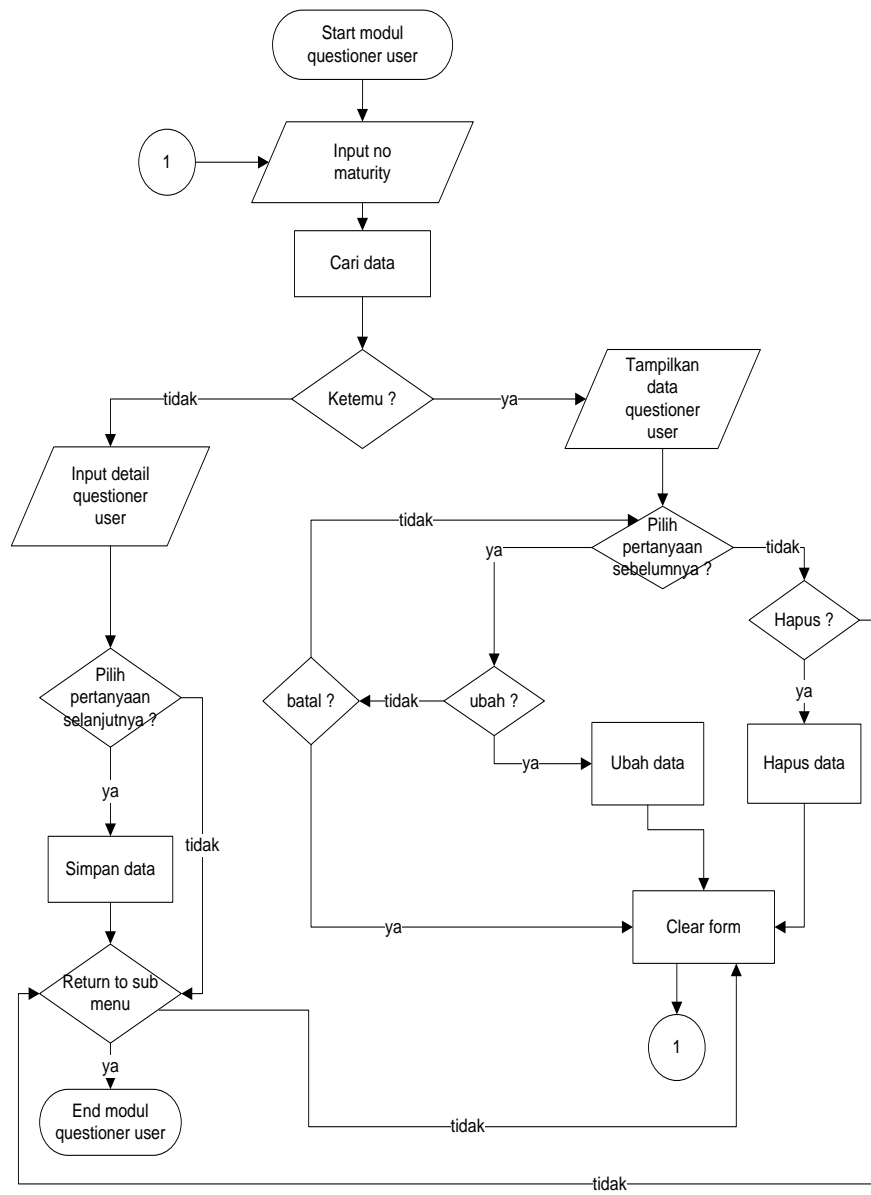 Start modul
questioner user
1
Input no
maturity
Cari data
Ketemu ?
tidak
ya
Tampilkan
data
questioner
user
Input detail
questioner
user
tidak
Pilih
pertanyaan
sebelumnya ?
ya
tidak
Hapus ?
Pilih
pertanyaan
selanjutnya ?
batal ?
tidak
ubah ?
ya
ya
Ubah data
Hapus data
ya
tidak
Simpan data
ya
Clear form
Return to sub
menu
1
ya
End modul
questioner user
tidak
tidak